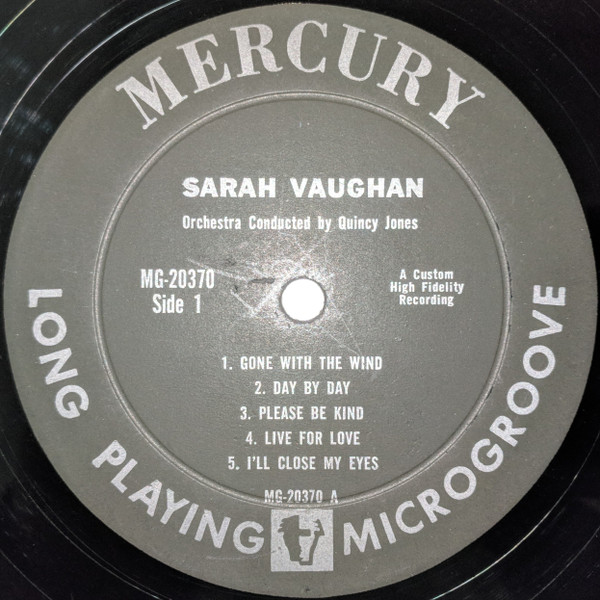 MERCURY
SARAH VAUGHAN
Orchestra Conducted by Quincy Jones
MG-20370
Side 1
A Custom
High Fidelity
Recording
1. GONE WITH THE WIND
2. DAY BY DAY
3. PLEASE BE KIND
4. LIVE FOR LOVE
5. I'LL CLOSE MY EYES
MG-20370 A
LONG PLAYING MICROGROOVE